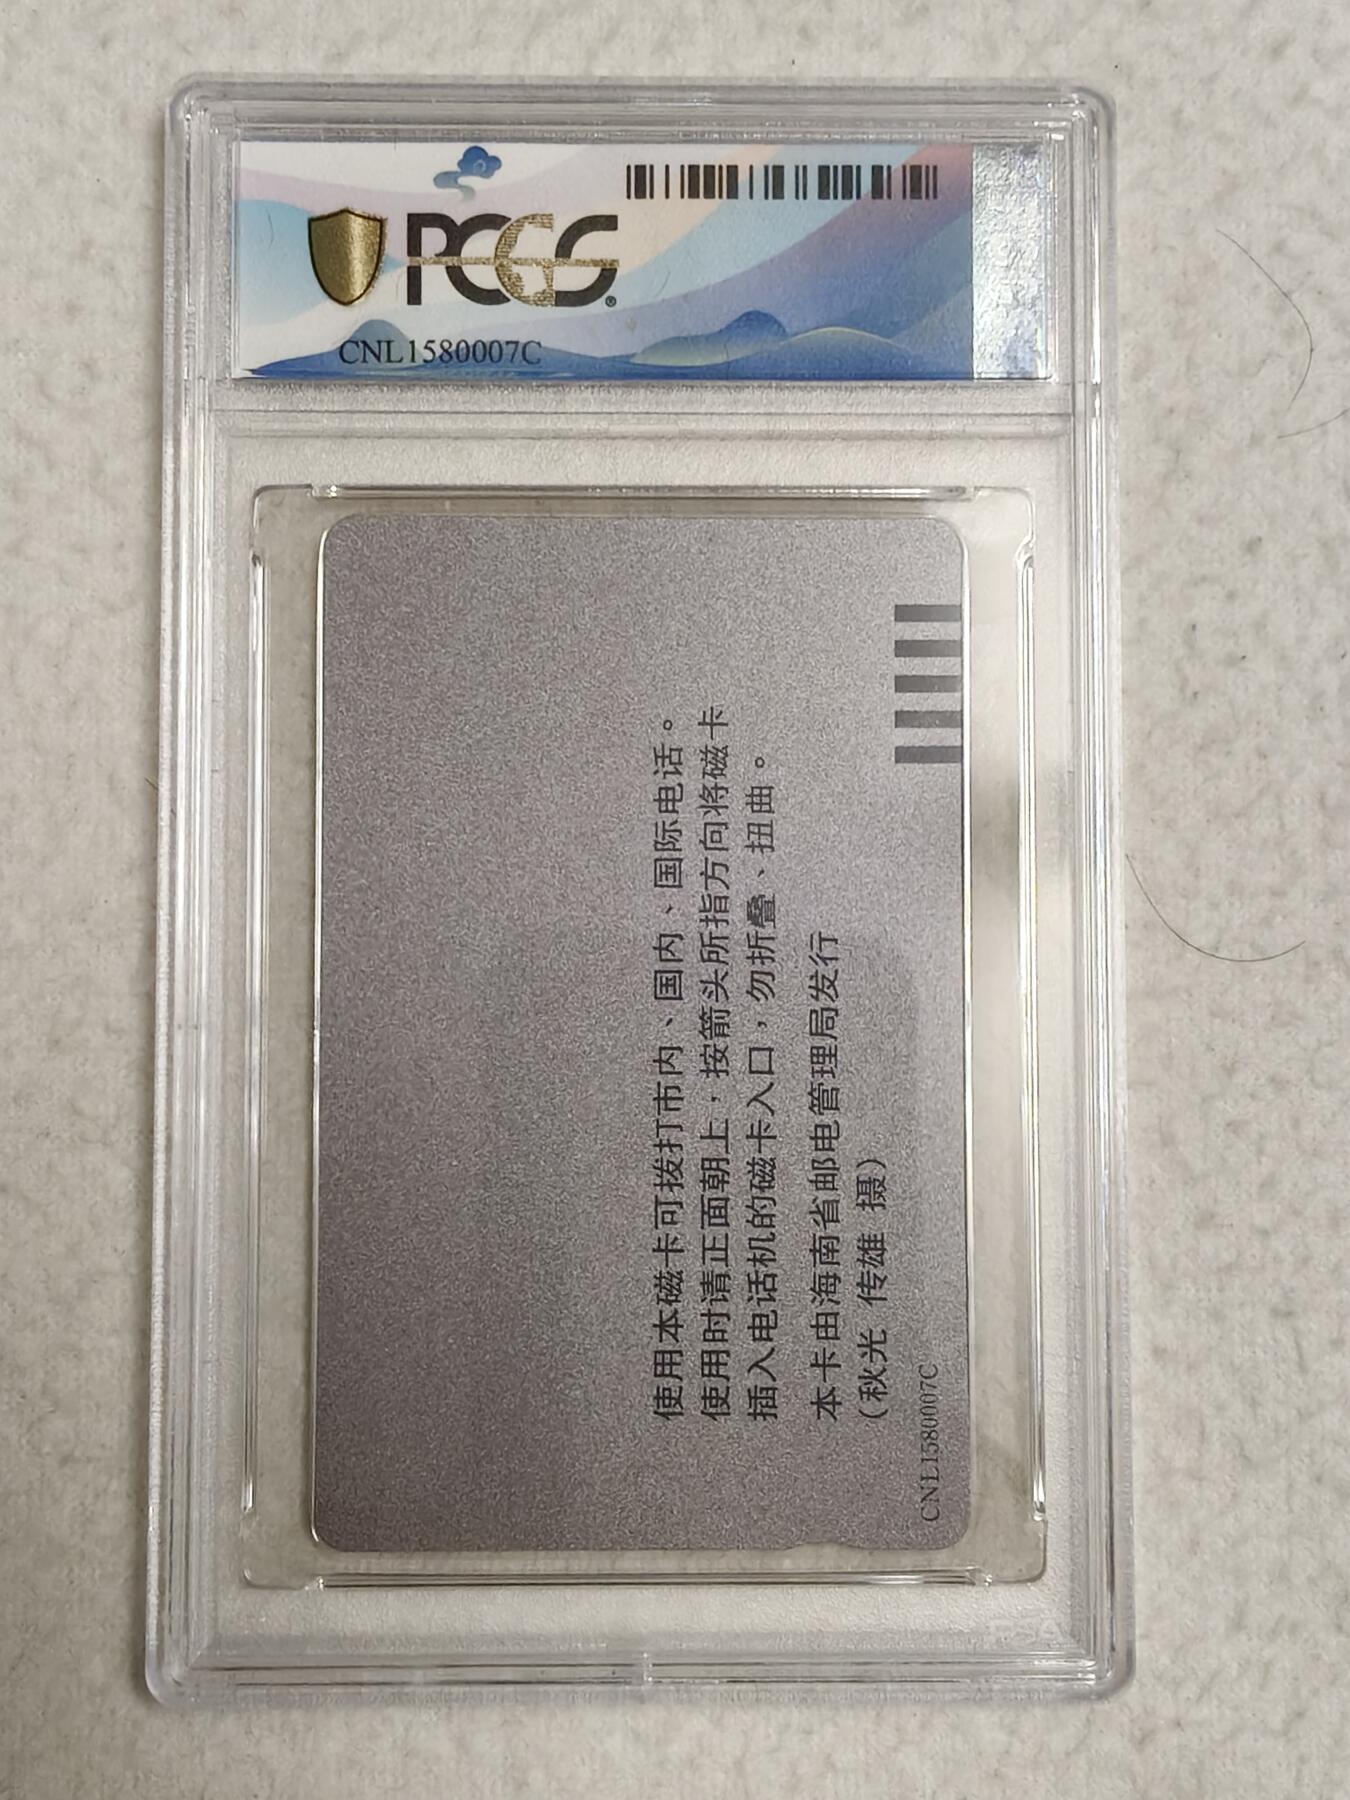 PCGS®
CNL1580007C
使用本磁卡可拨打市内、国内、国际电话。
使用时请正面朝上，按箭头所指方向将磁卡
插入电话机的磁卡入口，勿折叠、扭曲。
本卡由海南省邮电管理局发行
（秋光 传雄 摄）
CNL1580007C
PSA